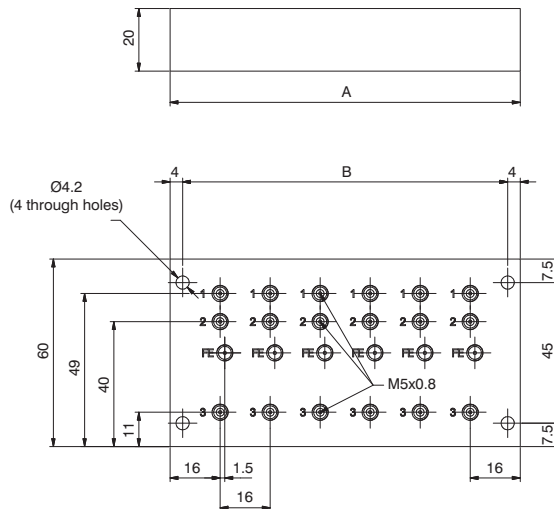 20
A
4 B 4
Ø4.2
(4 through holes)
7.5
1 1 1 1 1 1
2 2 2 2 2 2
FE FE FE FE FE FE
60
49
40
45
M5x0.8
11
3 3 3 3 3 3
7.5
16 1.5 16
16